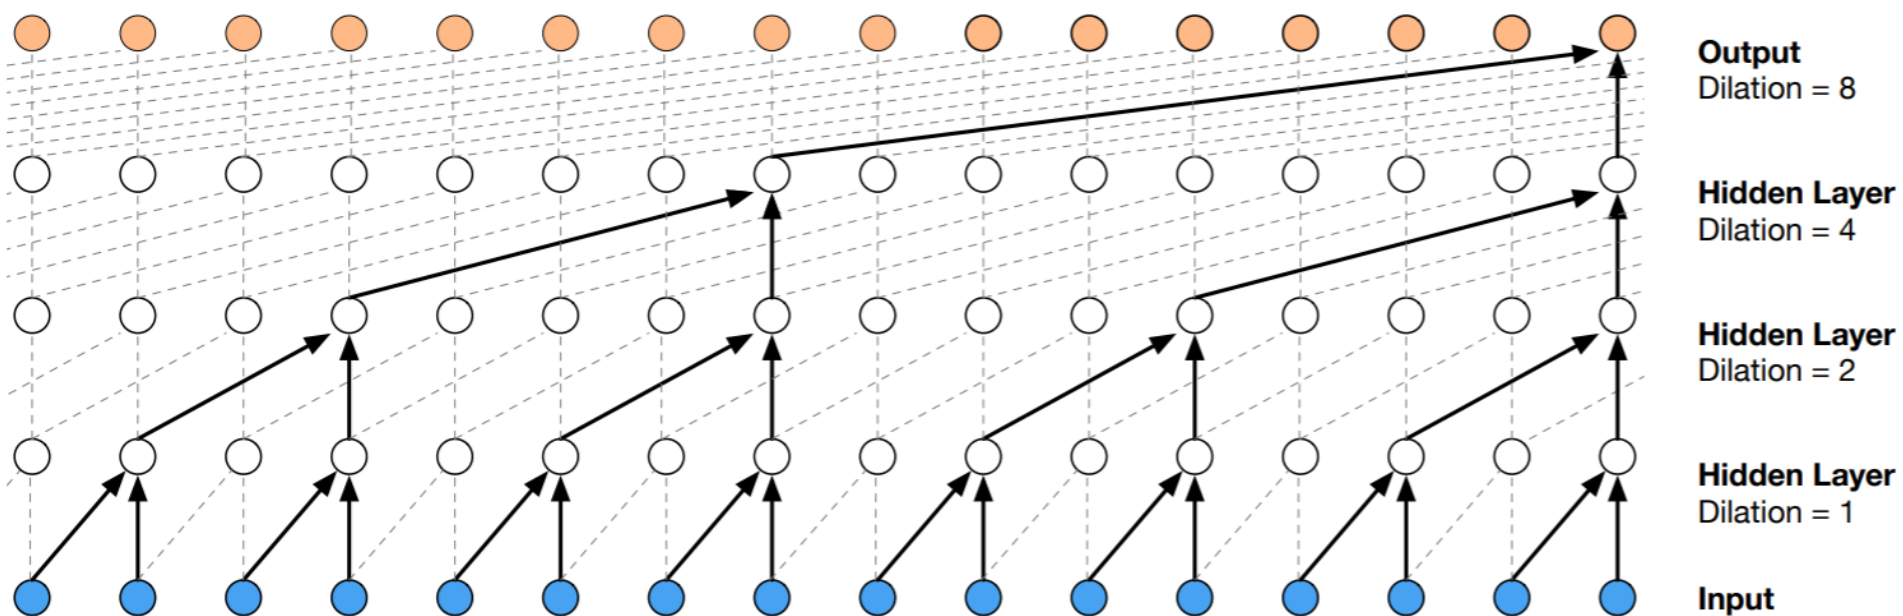 Output
Dilation = 8
Hidden Layer
Dilation = 4
Hidden Layer
Dilation = 2
Hidden Layer
Dilation = 1
Input